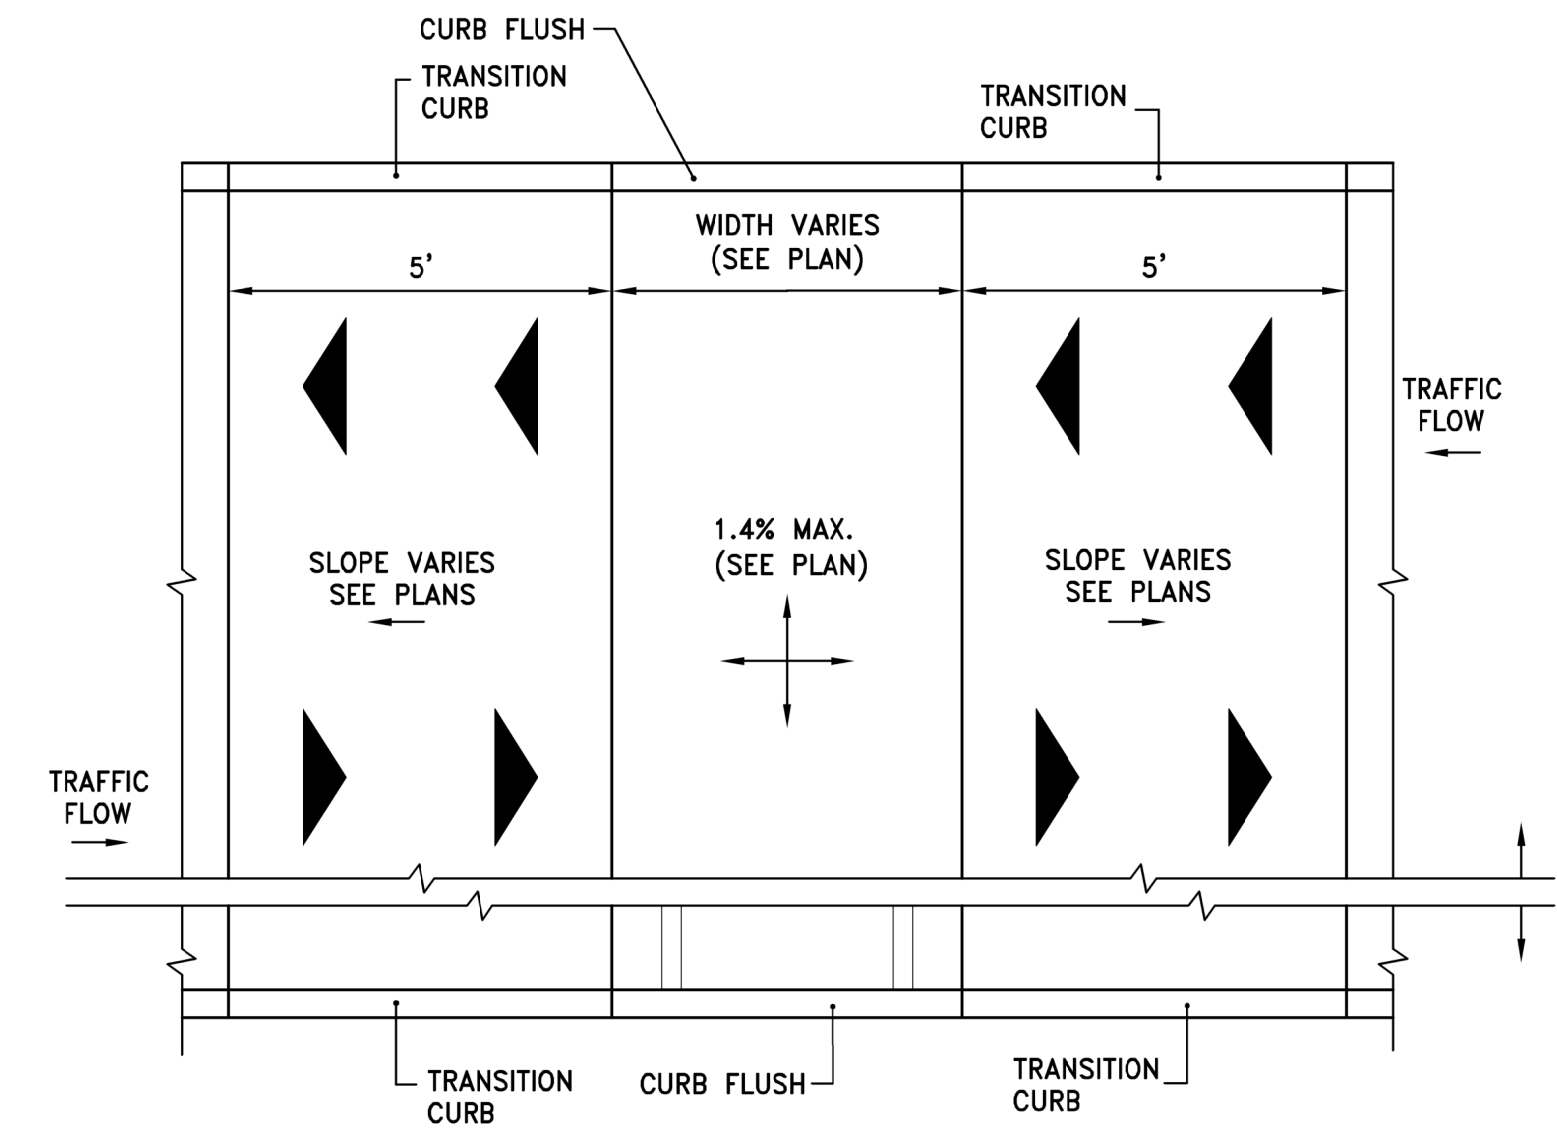 CURB FLUSH
TRANSITION
CURB
TRANSITION
CURB
WIDTH VARIES
(SEE PLAN)
5'
5'
TRAFFIC
FLOW
1.4% MAX.
(SEE PLAN)
SLOPE VARIES
SEE PLANS
SLOPE VARIES
SEE PLANS
TRAFFIC
FLOW
TRANSITION
CURB
CURB FLUSH
TRANSITION
CURB